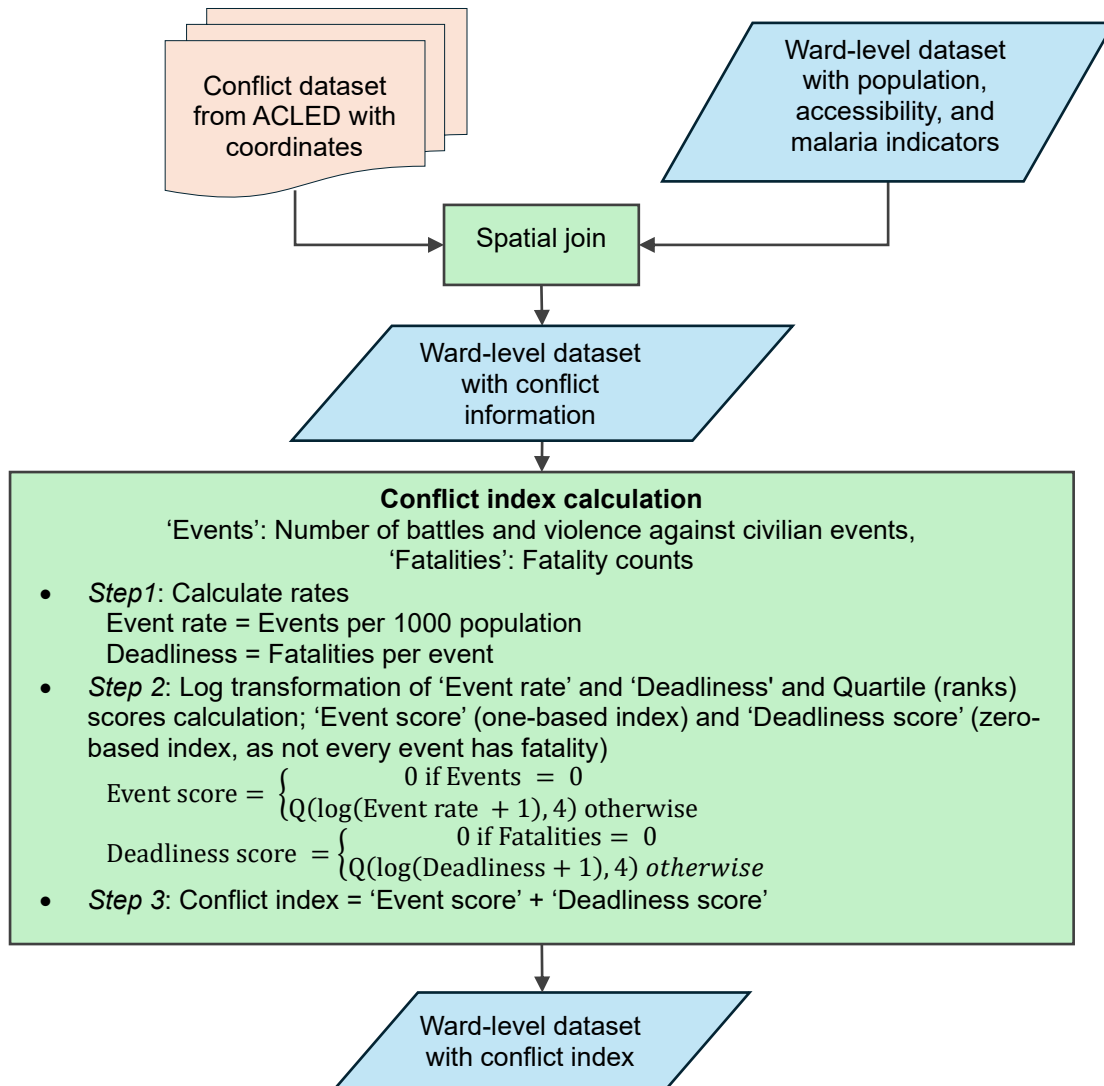 Conflict dataset
from ACLED with
coordinates
Ward-level dataset
with population,
accessibility, and
malaria indicators
Spatial join
Ward-level dataset
with conflict
information
Conflict index calculation
‘Events’: Number of battles and violence against civilian events,
‘Fatalities’: Fatality counts
• Step1: Calculate rates
Event rate = Events per 1000 population
Deadliness = Fatalities per event
• Step 2: Log transformation of ‘Event rate’ and ‘Deadliness' and Quartile (ranks)
scores calculation; ‘Event score’ (one-based index) and ‘Deadliness score’ (zero-
based index, as not every event has fatality)
Event score = { 0 if Events = 0
Q(log(Event rate + 1), 4) otherwise
Deadliness score = { 0 if Fatalities = 0
Q(log(Deadliness + 1), 4) otherwise
• Step 3: Conflict index = ‘Event score’ + ‘Deadliness score’
Ward-level dataset
with conflict index